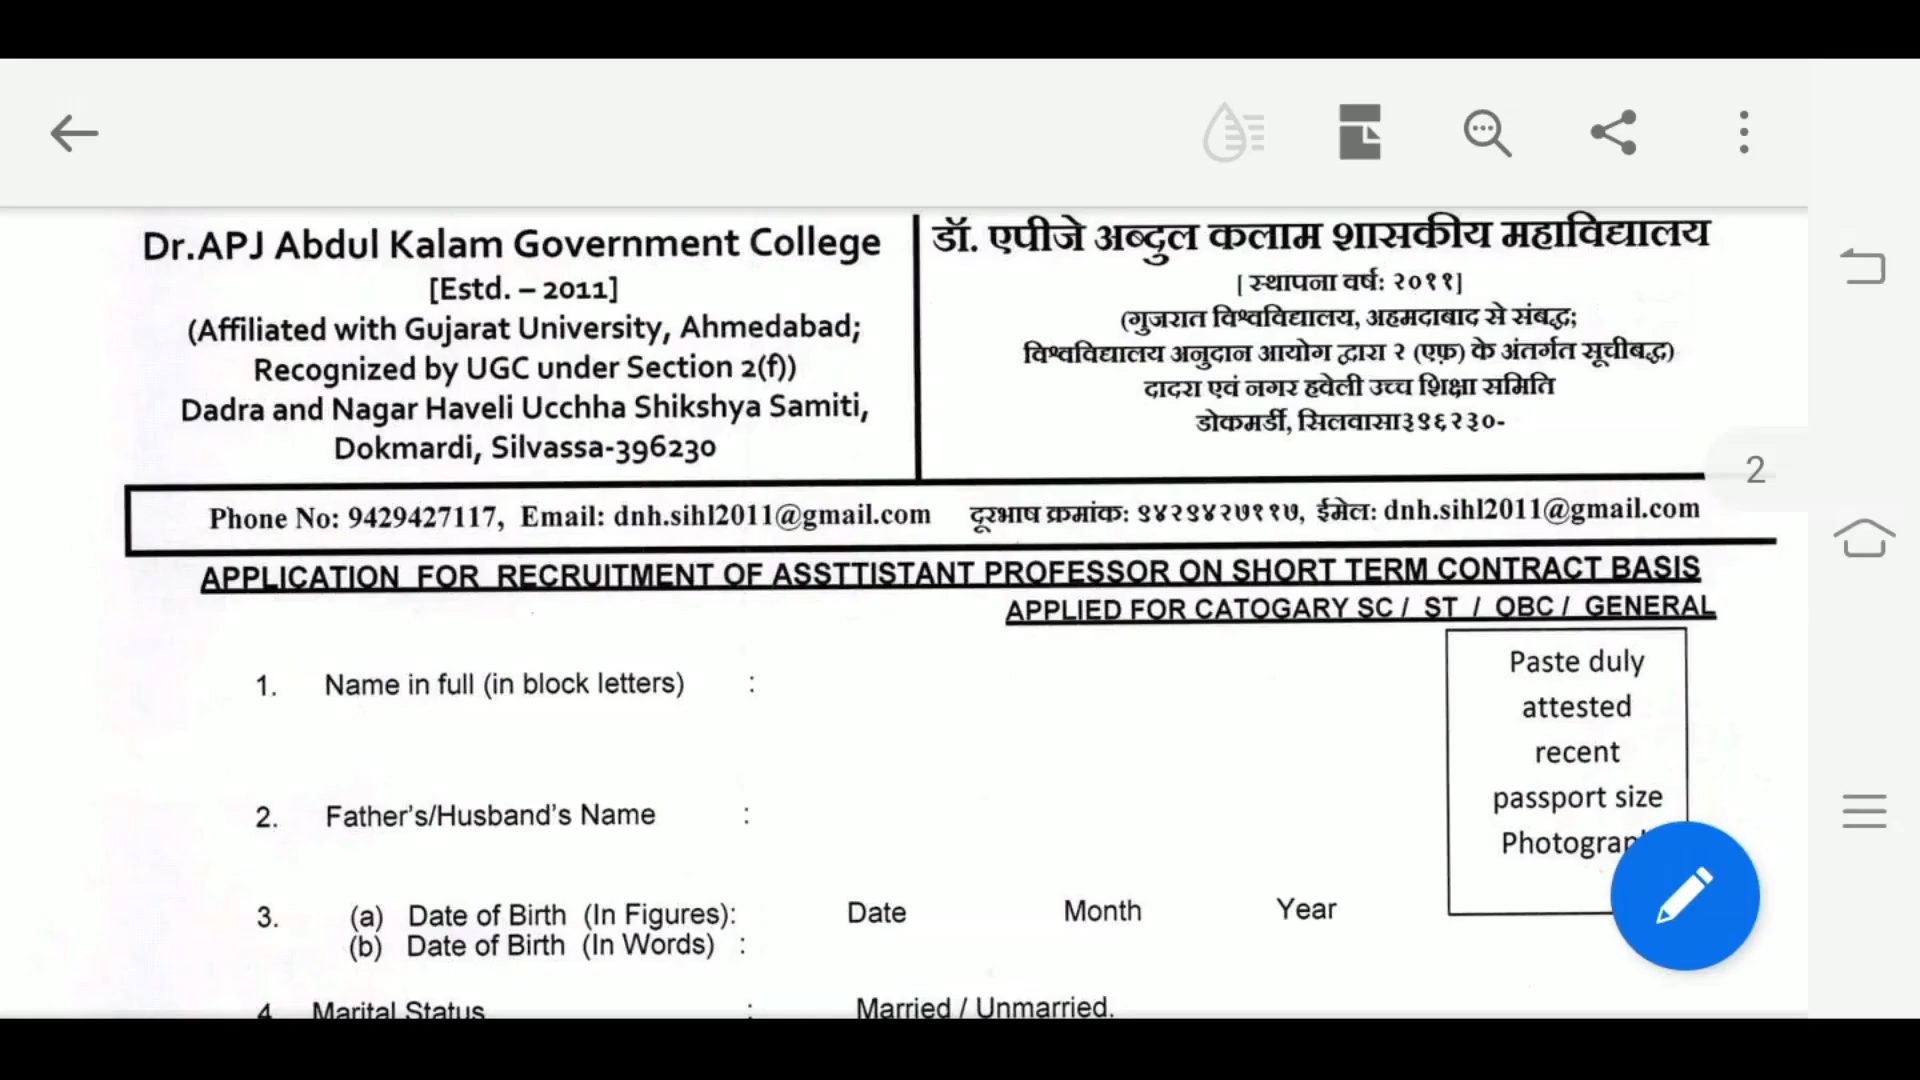 Dr.APJ Abdul Kalam Government College
[Estd. – 2011]
(Affiliated with Gujarat University, Ahmedabad;
Recognized by UGC under Section 2(f))
Dadra and Nagar Haveli Ucchha Shikshya Samiti,
Dokmardi, Silvassa-396230
डॉ. एपीजे अब्दुल कलाम शासकीय महाविद्यालय
[स्थापना वर्ष: २०११]
(गुजरात विश्वविद्यालय, अहमदाबाद से संबद्ध;
विश्वविद्यालय अनुदान आयोग द्वारा २ (एफ़) के अंतर्गत सूचीबद्ध)
दादरा एवं नगर हवेली उच्च शिक्षा समिति
डोकमर्डी, सिलवासा३९६२३०-
2
Phone No: 9429427117, Email: dnh.sihl2011@gmail.com दूरभाष क्रमांक: ९४२९४२७११७, ईमेल: dnh.sihl2011@gmail.com
APPLICATION FOR RECRUITMENT OF ASSTTISTANT PROFESSOR ON SHORT TERM CONTRACT BASIS
APPLIED FOR CATOGARY SC / ST / OBC / GENERAL
Paste duly
attested
recent
passport size
1. Name in full (in block letters) :
2. Father's/Husband's Name :
3. (a) Date of Birth (In Figures): Date Month Year
(b) Date of Birth (In Words) :
4 Marital Status : Married / Unmarried.